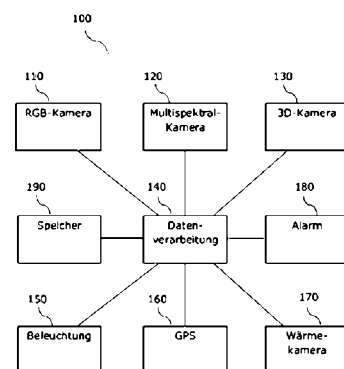 100
110 120 130
RGB-Kamera Multispektral- 3D-Kamera
Kamera
190 140 180
Speicher Daten- Alarm
verarbeitung
150 160 170
Beleuchtung GPS Wärme-
kamera